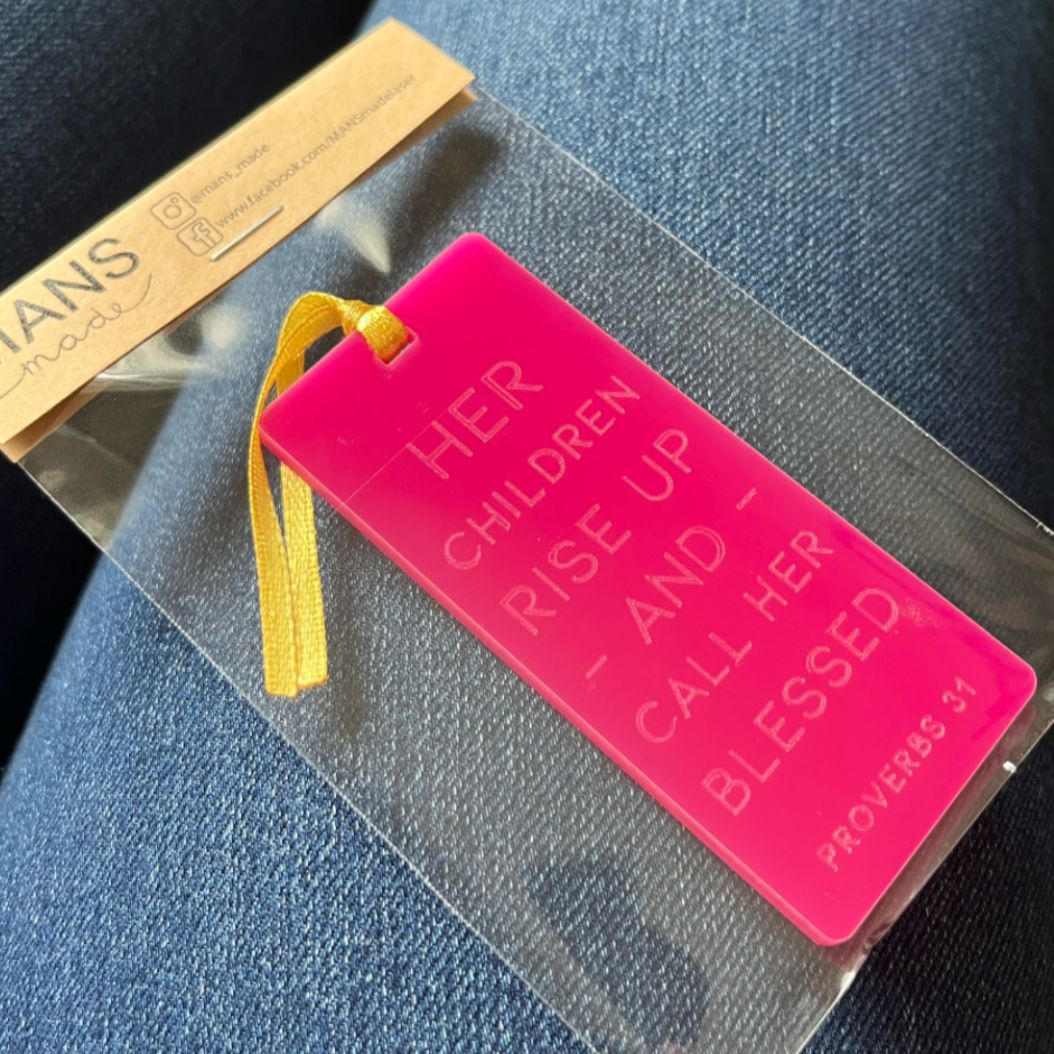 MANS
made
@mans_made
www.facebook.com/MANSmadelaser
HER
CHILDREN
RISE UP
- AND -
CALL HER
BLESSED
PROVERBS 31